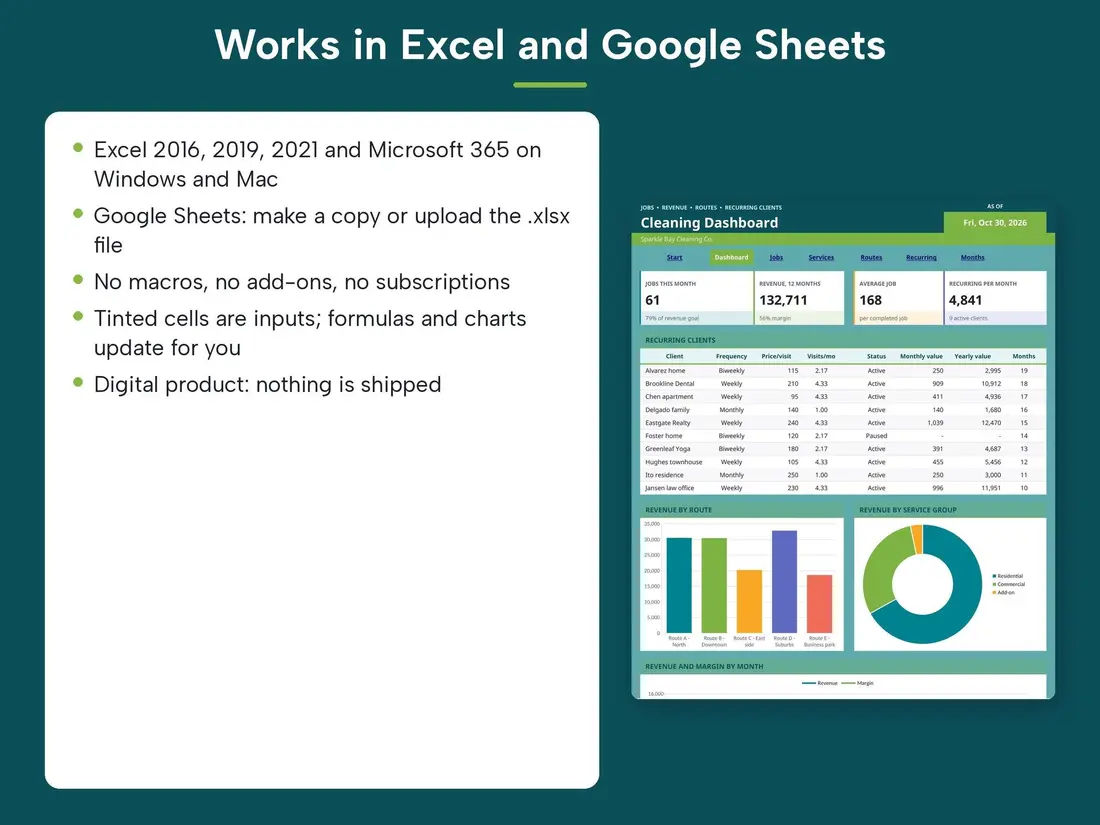 Works in Excel and Google Sheets
Excel 2016, 2019, 2021 and Microsoft 365 on
Windows and Mac
Google Sheets: make a copy or upload the .xlsx
file
No macros, no add-ons, no subscriptions
Tinted cells are inputs; formulas and charts
update for you
Digital product: nothing is shipped
JOBS • REVENUE • ROUTES • RECURRING CLIENTS
AS OF
Cleaning Dashboard
Fri, Oct 30, 2026
Sparkle Bay Cleaning Co.
Start Dashboard Jobs Services Routes Recurring Months
JOBS THIS MONTH REVENUE, 12 MONTHS AVERAGE JOB RECURRING PER MONTH
61 132,711 168 4,841
79% of revenue goal 56% margin per completed job 9 active clients
RECURRING CLIENTS
Client Frequency Price/visit Visits/mo Status Monthly value Yearly value Months
Alvarez home Biweekly 115 2.17 Active 250 2,995 19
Brookline Dental Weekly 210 4.33 Active 909 10,912 18
Chen apartment Weekly 95 4.33 Active 411 4,936 17
Delgado family Monthly 140 1.00 Active 140 1,680 16
Eastgate Realty Weekly 240 4.33 Active 1,039 12,470 15
Foster home Biweekly 120 2.17 Paused - - 14
Greenleaf Yoga Biweekly 180 2.17 Active 391 4,687 13
Hughes townhouse Weekly 105 4.33 Active 455 5,456 12
Ito residence Monthly 250 1.00 Active 250 3,000 11
Jansen law office Weekly 230 4.33 Active 996 11,951 10
REVENUE BY ROUTE REVENUE BY SERVICE GROUP
35,000
30,000
25,000
20,000
15,000
10,000
5,000
0
Route A - North
Route B - Downtown
Route C - East side
Route D - Suburbs
Route E - Business park
Residential
Commercial
Add-on
REVENUE AND MARGIN BY MONTH
Revenue Margin
16,000